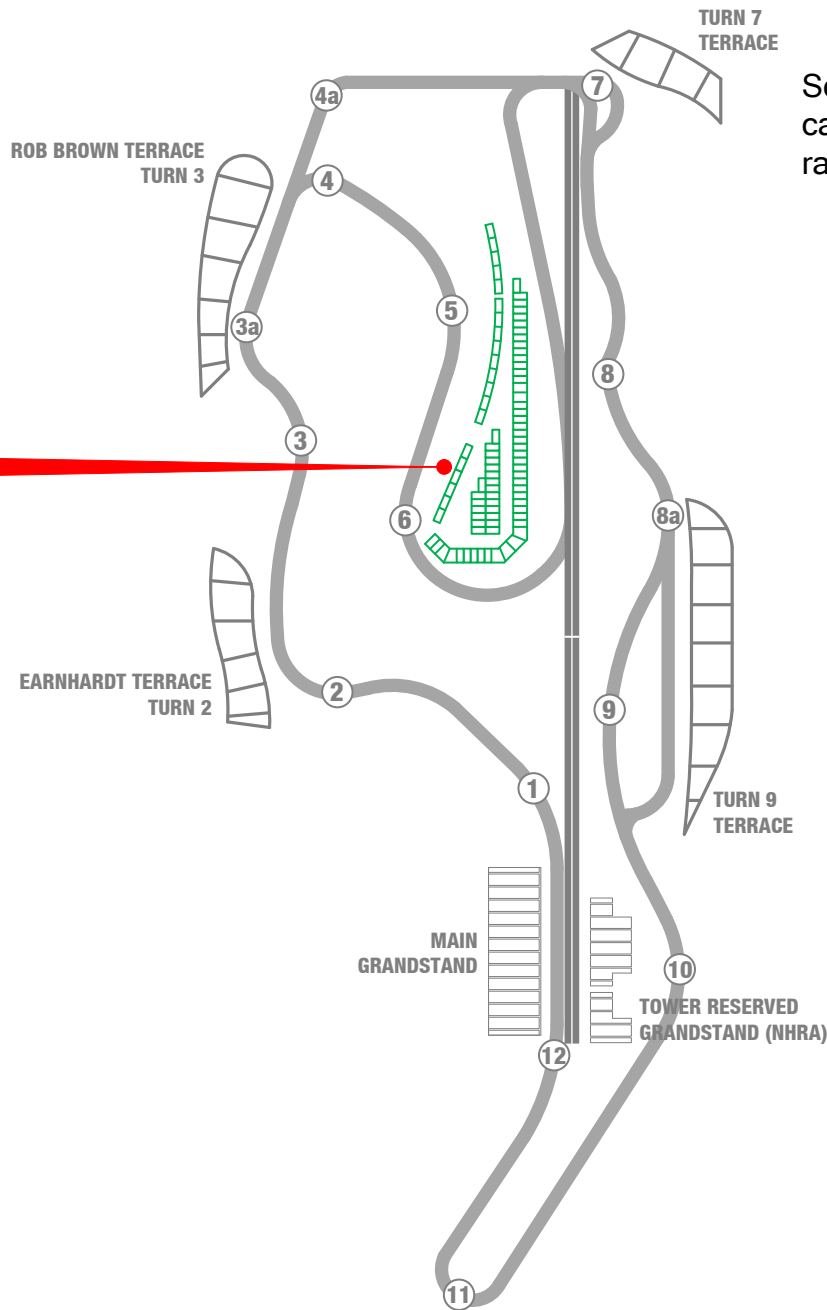 TURN 7
TERRACE
4a
7
ROB BROWN TERRACE
TURN 3
4
5
3a
8
3
6
8a
EARNHARDT TERRACE
TURN 2
2
9
1
TURN 9
TERRACE
MAIN
GRANDSTAND
10
TOWER RESERVED
GRANDSTAND (NHRA)
12
11